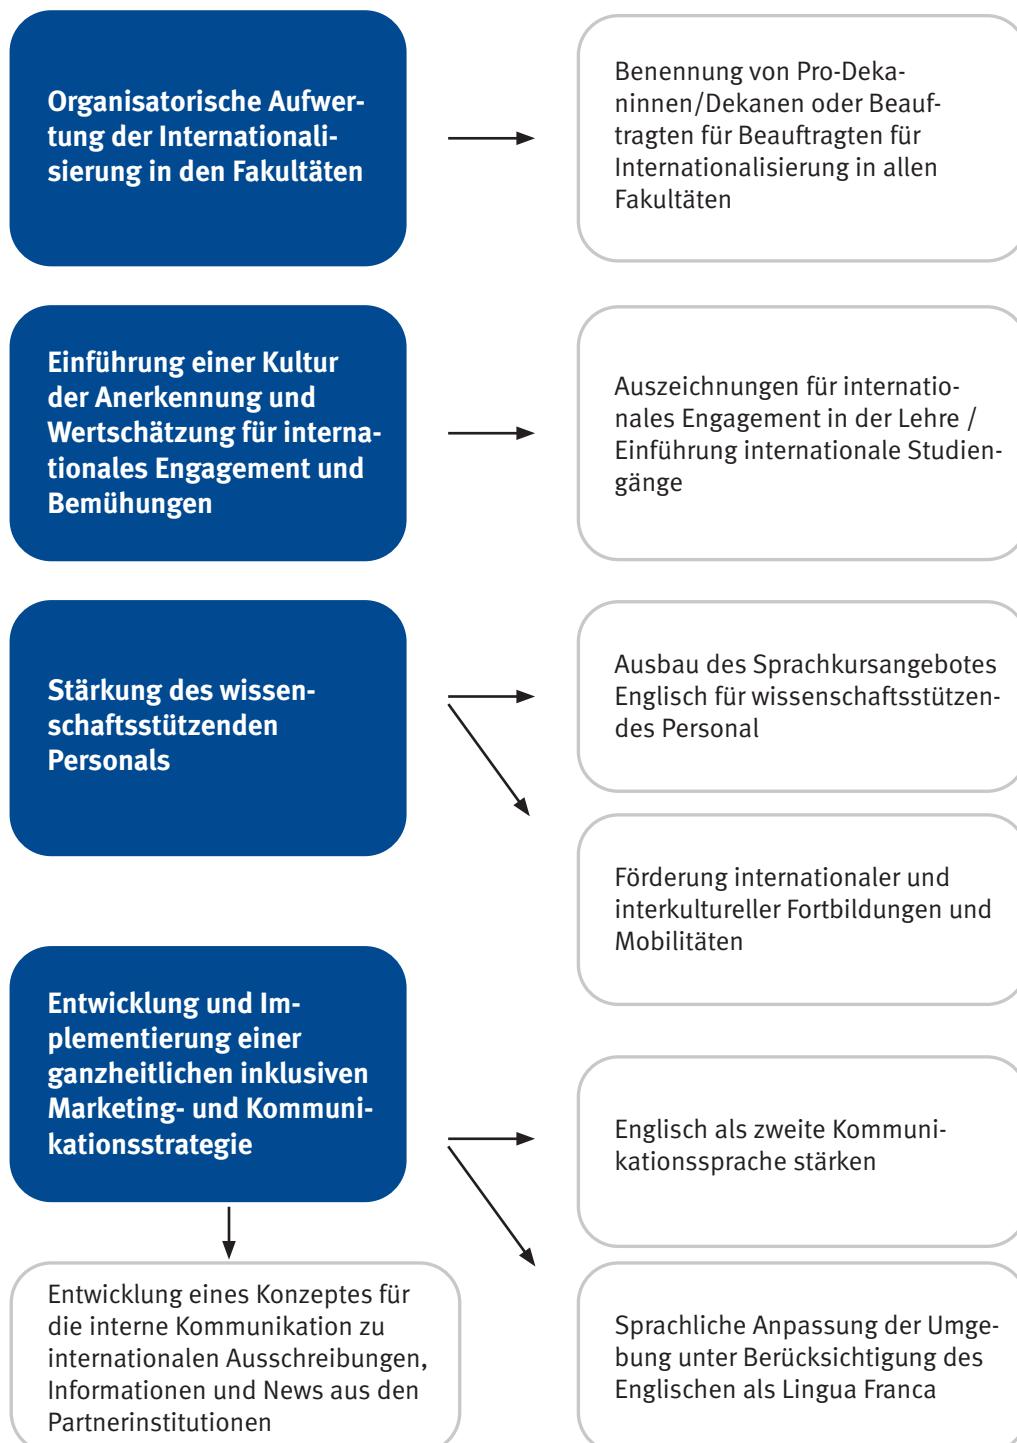 Organisatorische Aufwer-
tung der Internationali-
sierung in den Fakultäten
Benennung von Pro-Deka-
ninnen/Dekanen oder Beauf-
tragten für Beauftragten für
Internationalisierung in allen
Fakultäten
Einführung einer Kultur
der Anerkennung und
Wertschätzung für interna-
tionales Engagement und
Bemühungen
Auszeichnungen für internatio-
nales Engagement in der Lehre /
Einführung internationale Studien-
gänge
Stärkung des wissen-
schaftsstützenden
Personals
Ausbau des Sprachkursangebotes
Englisch für wissenschaftsstützen-
des Personal
Förderung internationaler und
interkultureller Fortbildungen und
Mobilitäten
Entwicklung und Im-
plementierung einer
ganzheitlichen inklusiven
Marketing- und Kommuni-
kationsstrategie
Englisch als zweite Kommuni-
kationssprache stärken
Entwicklung eines Konzeptes für
die interne Kommunikation zu
internationalen Ausschreibungen,
Informationen und News aus den
Partnerinstitutionen
Sprachliche Anpassung der Umge-
bung unter Berücksichtigung des
Englischen als Lingua Franca